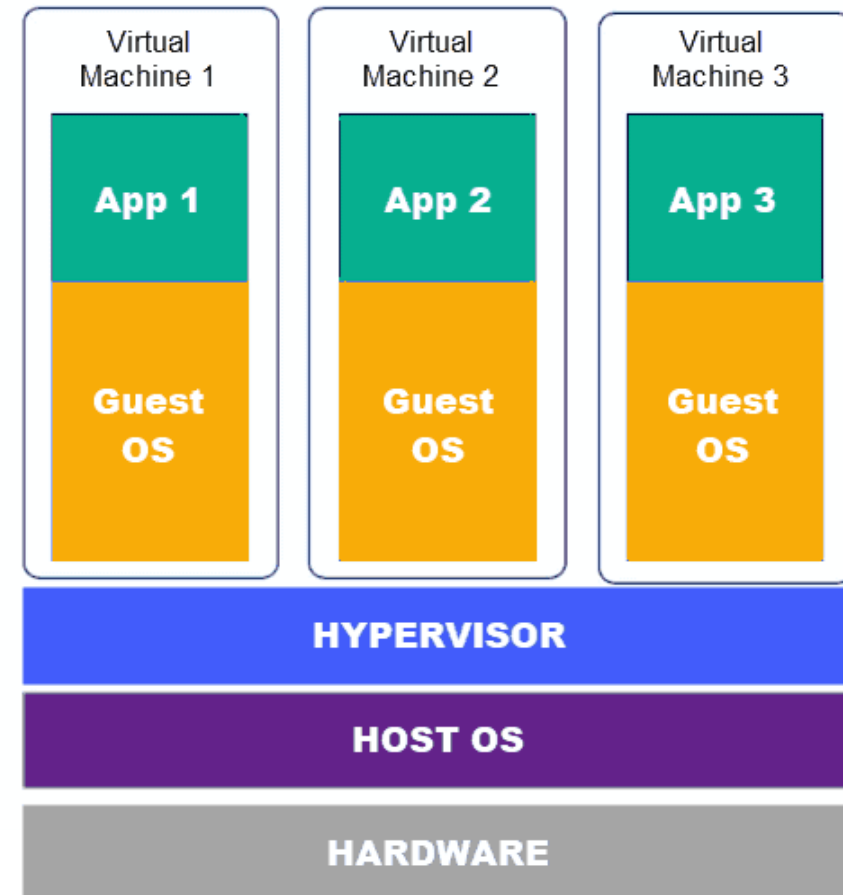 Virtual
Machine 1
Virtual
Machine 2
Virtual
Machine 3
App 1
App 2
App 3
Guest
OS
Guest
OS
Guest
OS
HYPERVISOR
HOST OS
HARDWARE